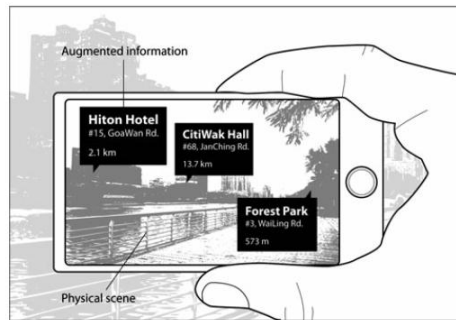 Augmented information
Hiton Hotel
#15, GoaWan Rd.
2.1 km
CitiWak Hall
#68, JanChing Rd.
13.7 km
Forest Park
#3, WaiLing Rd.
573 m
Physical scene